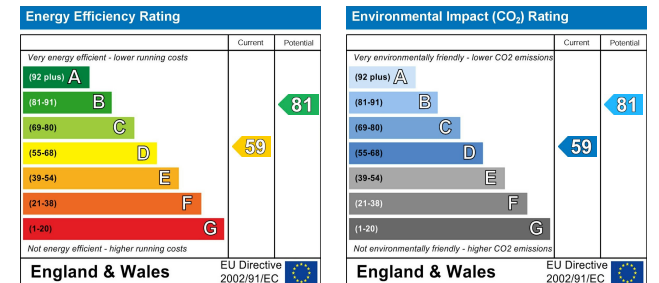 Energy Efficiency Rating
Current Potential
Very energy efficient - lower running costs
(92 plus) A
(81-91) B
81
(69-80) C
(55-68) D
59
(39-54) E
(21-38) F
(1-20) G
Not energy efficient - higher running costs
England & Wales
EU Directive
2002/91/EC
Environmental Impact (CO₂) Rating
Current Potential
Very environmentally friendly - lower CO2 emissions
(92 plus) A
(81-91) B
81
(69-80) C
(55-68) D
59
(39-54) E
(21-38) F
(1-20) G
Not environmentally friendly - higher CO2 emissions
England & Wales
EU Directive
2002/91/EC